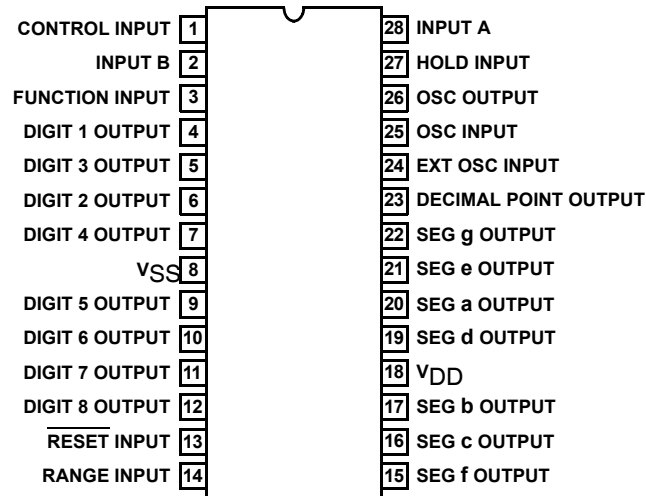 CONTROL INPUT 1 28 INPUT A
INPUT B 2 27 HOLD INPUT
FUNCTION INPUT 3 26 OSC OUTPUT
DIGIT 1 OUTPUT 4 25 OSC INPUT
DIGIT 3 OUTPUT 5 24 EXT OSC INPUT
DIGIT 2 OUTPUT 6 23 DECIMAL POINT OUTPUT
DIGIT 4 OUTPUT 7 22 SEG g OUTPUT
VSS 8 21 SEG e OUTPUT
DIGIT 5 OUTPUT 9 20 SEG a OUTPUT
DIGIT 6 OUTPUT 10 19 SEG d OUTPUT
DIGIT 7 OUTPUT 11 18 VDD
DIGIT 8 OUTPUT 12 17 SEG b OUTPUT
RESET INPUT 13 16 SEG c OUTPUT
RANGE INPUT 14 15 SEG f OUTPUT